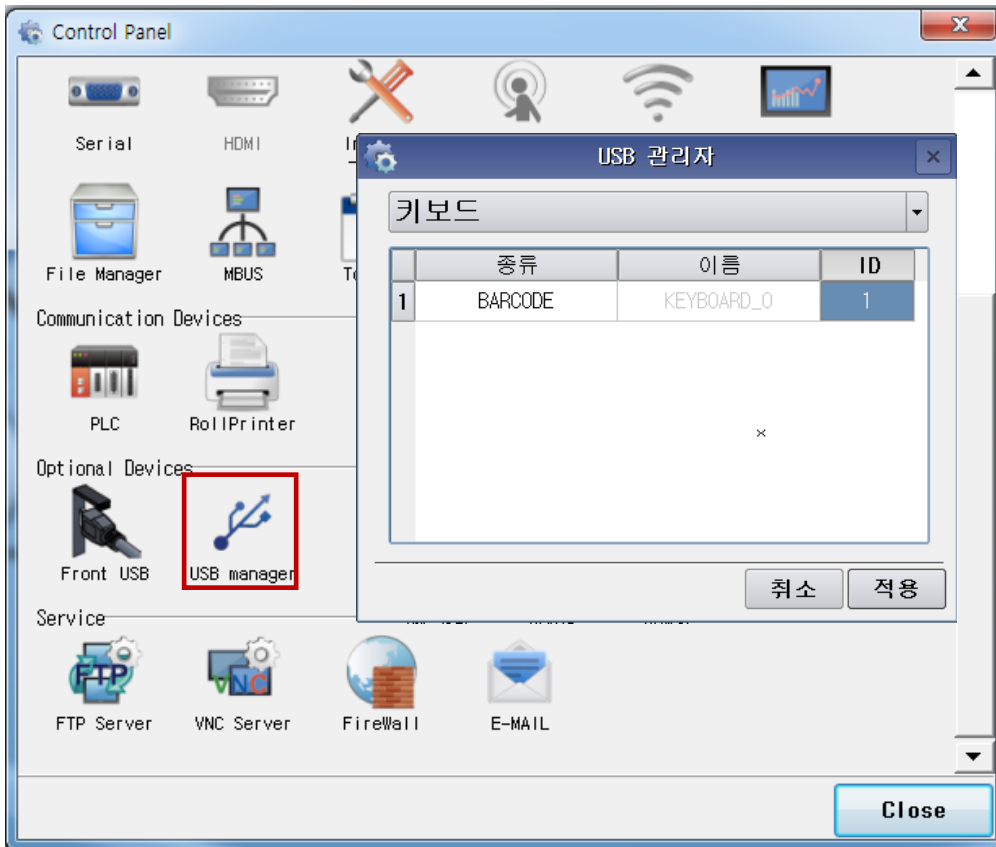 Control Panel
Serial
HDMI
File Manager
MBUS
Communication Devices
PLC
RollPrinter
Optional Devices
Front USB
USB manager
Service
FTP
VNC
FTP Server
VNC Server
FireWall
E-MAIL
Close
USB 관리자
키보드
종류
이름
ID
1
BARCODE
KEYBOARD_0
1
취소
적용